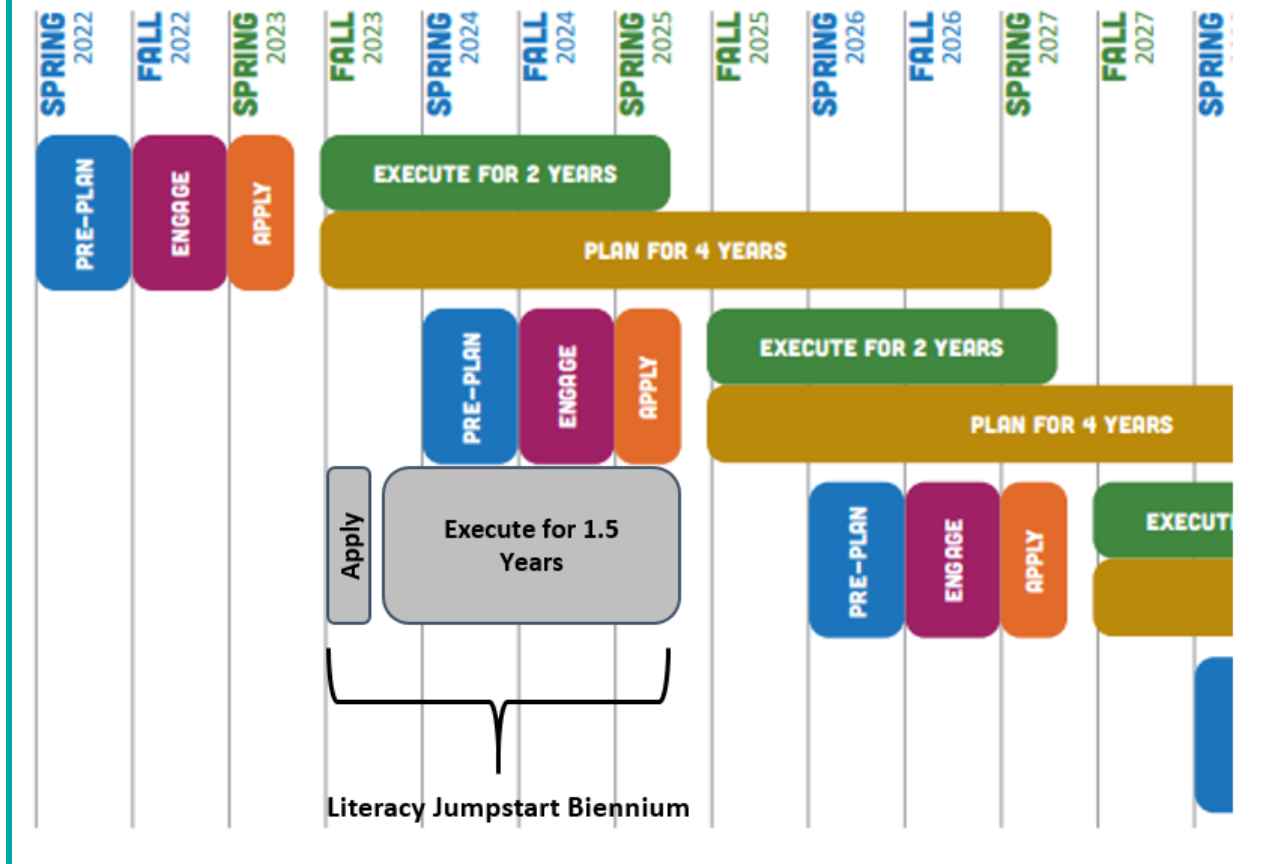 SPRING 2022
FALL 2022
SPRING 2023
FALL 2023
SPRING 2024
FALL 2024
SPRING 2025
FALL 2025
SPRING 2026
FALL 2026
SPRING 2027
FALL 2027
SPRING
PRE-PLAN
ENGAGE
APPLY
EXECUTE FOR 2 YEARS
PLAN FOR 4 YEARS
PRE-PLAN
ENGAGE
APPLY
EXECUTE FOR 2 YEARS
PLAN FOR 4 YEARS
Apply
Execute for 1.5
Years
PRE-PLAN
ENGAGE
APPLY
EXECUT
Literacy Jumpstart Biennium